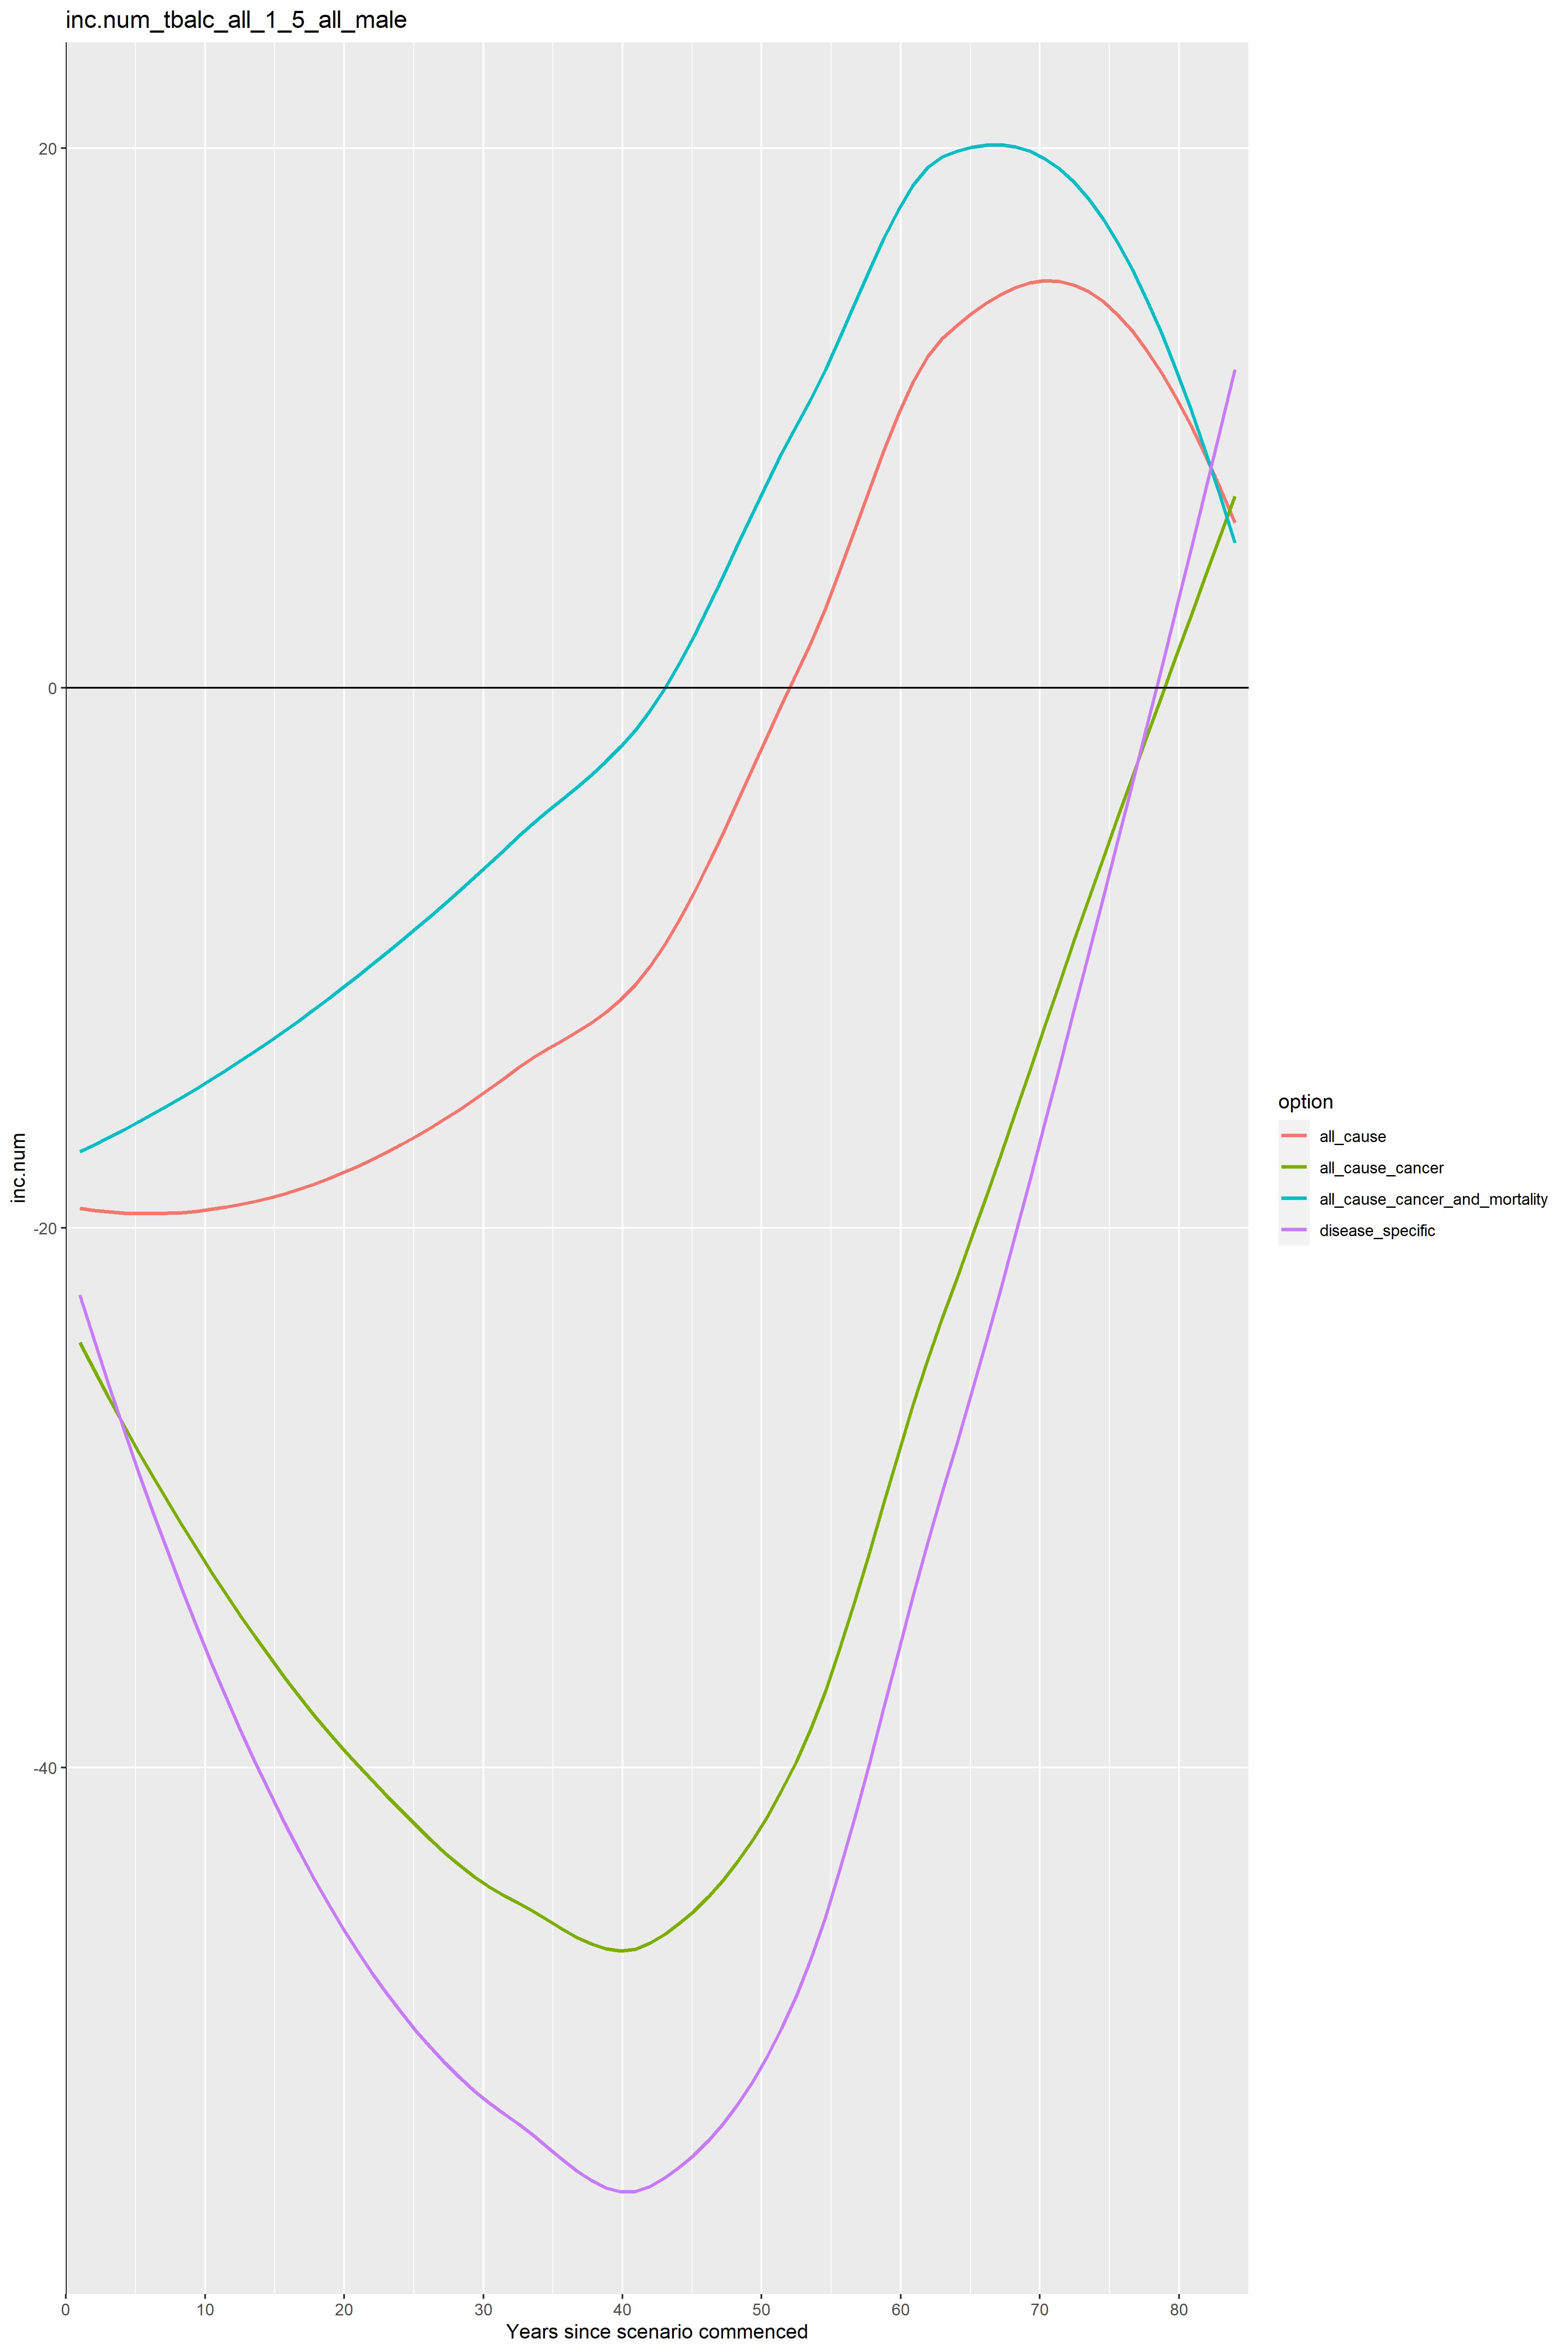 inc.num_tbalc_all_1_5_all_male
20
0
-20
-40
inc.num
0 10 20 30 40 50 60 70 80
Years since scenario commenced
option
all_cause
all_cause_cancer
all_cause_cancer_and_mortality
disease_specific